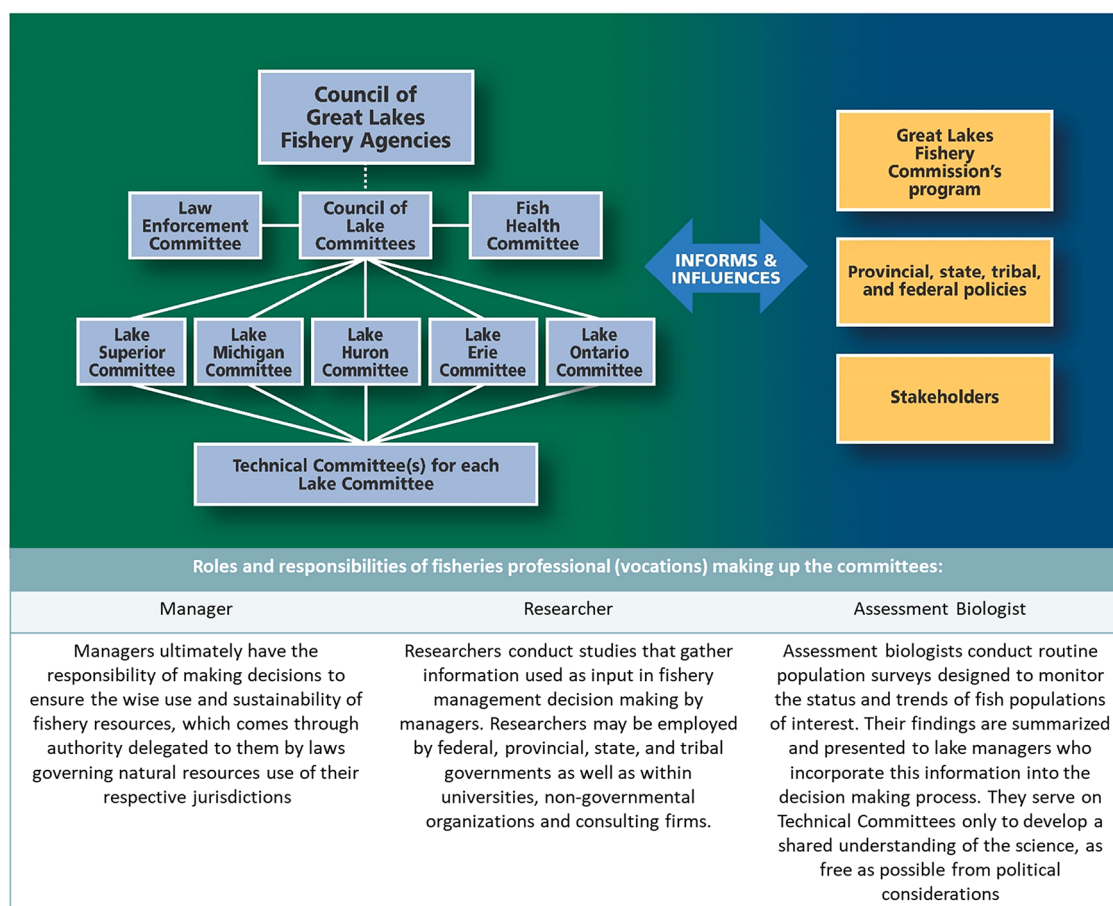 Council of
Great Lakes
Fishery Agencies
Law
Enforcement
Committee
Council of
Lake
Committees
Fish
Health
Committee
Lake
Superior
Committee
Lake
Michigan
Committee
Lake
Huron
Committee
Lake
Erie
Committee
Lake
Ontario
Committee
Technical Committee(s) for each
Lake Committee
INFORMS &
INFLUENCES
Great Lakes
Fishery
Commission's
program
Provincial, state, tribal,
and federal policies
Stakeholders
Roles and responsibilities of fisheries professional (vocations) making up the committees:
Manager
Managers ultimately have the
responsibility of making decisions to
ensure the wise use and sustainability of
fishery resources, which comes through
authority delegated to them by laws
governing natural resources use of their
respective jurisdictions
Researcher
Researchers conduct studies that gather
information used as input in fishery
management decision making by
managers. Researchers may be employed
by federal, provincial, state, and tribal
governments as well as within
universities, non-governmental
organizations and consulting firms.
Assessment Biologist
Assessment biologists conduct routine
population surveys designed to monitor
the status and trends of fish populations
of interest. Their findings are summarized
and presented to lake managers who
incorporate this information into the
decision making process. They serve on
Technical Committees only to develop a
shared understanding of the science, as
free as possible from political
considerations